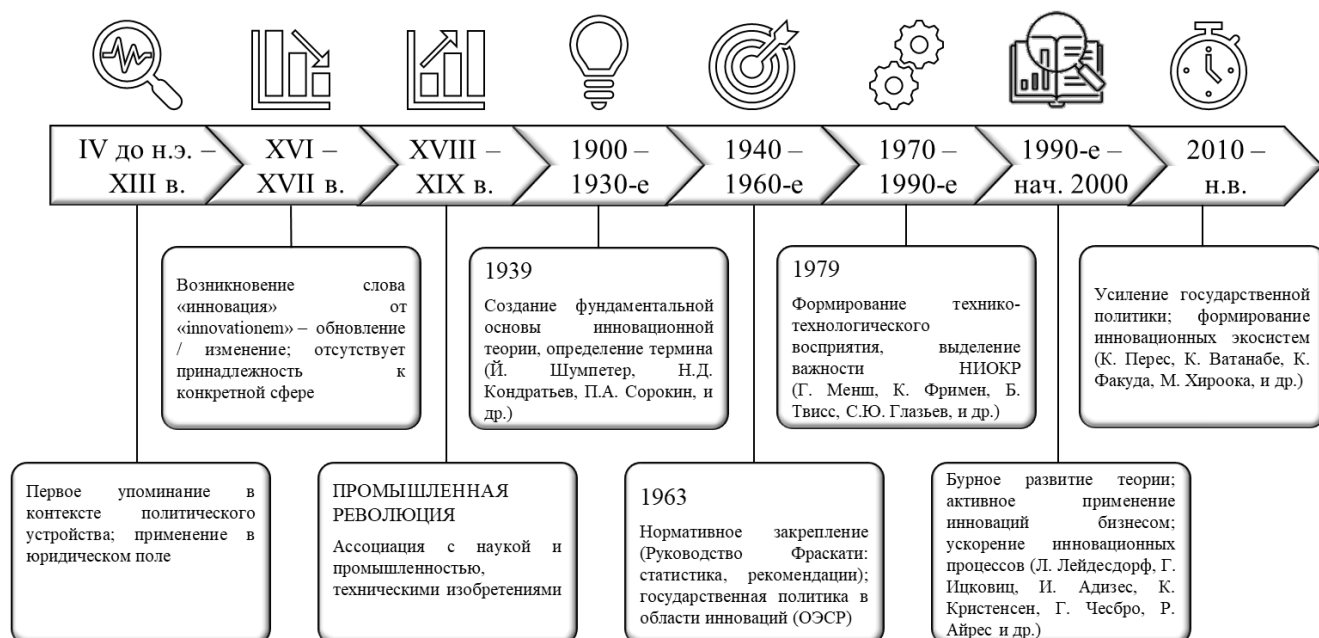 IV до н.э. –
XIII в.
XVI –
XVII в.
XVIII –
XIX в.
1900 –
1930-е
1940 –
1960-е
1970 –
1990-е
1990-е –
нач. 2000
2010 –
н.в.
Возникновение слова
«инновация» от
«innovationem» – обновление
/ изменение; отсутствует
принадлежность к
конкретной сфере
1939
Создание фундаментальной
основы инновационной
теории, определение термина
(Й. Шумпетер, Н.Д.
Кондратьев, П.А. Сорокин, и
др.)
1979
Формирование технико-
технологического
восприятия, выделение
важности НИОКР
(Г. Менш, К. Фримен, Б.
Твисс, С.Ю. Глазьев, и др.)
Усиление государственной
политики; формирование
инновационных экосистем
(К. Перес, К. Ватанабе, К.
Факуда, М. Хироока, и др.)
Первое упоминание в
контексте политического
устройства; применение в
юридическом поле
ПРОМЫШЛЕННАЯ
РЕВОЛЮЦИЯ
Ассоциация с наукой и
промышленностью,
техническими изобретениями
1963
Нормативное закрепление
(Руководство Фраскати:
статистика, рекомендации);
государственная политика в
области инноваций (ОЭСР)
Бурное развитие теории;
активное применение
инноваций бизнесом;
ускорение инновационных
процессов (Л. Лейдесдорф, Г.
Ицковиц, И. Адизес, К.
Кристенсен, Г. Чесбро, Р.
Айрес и др.)